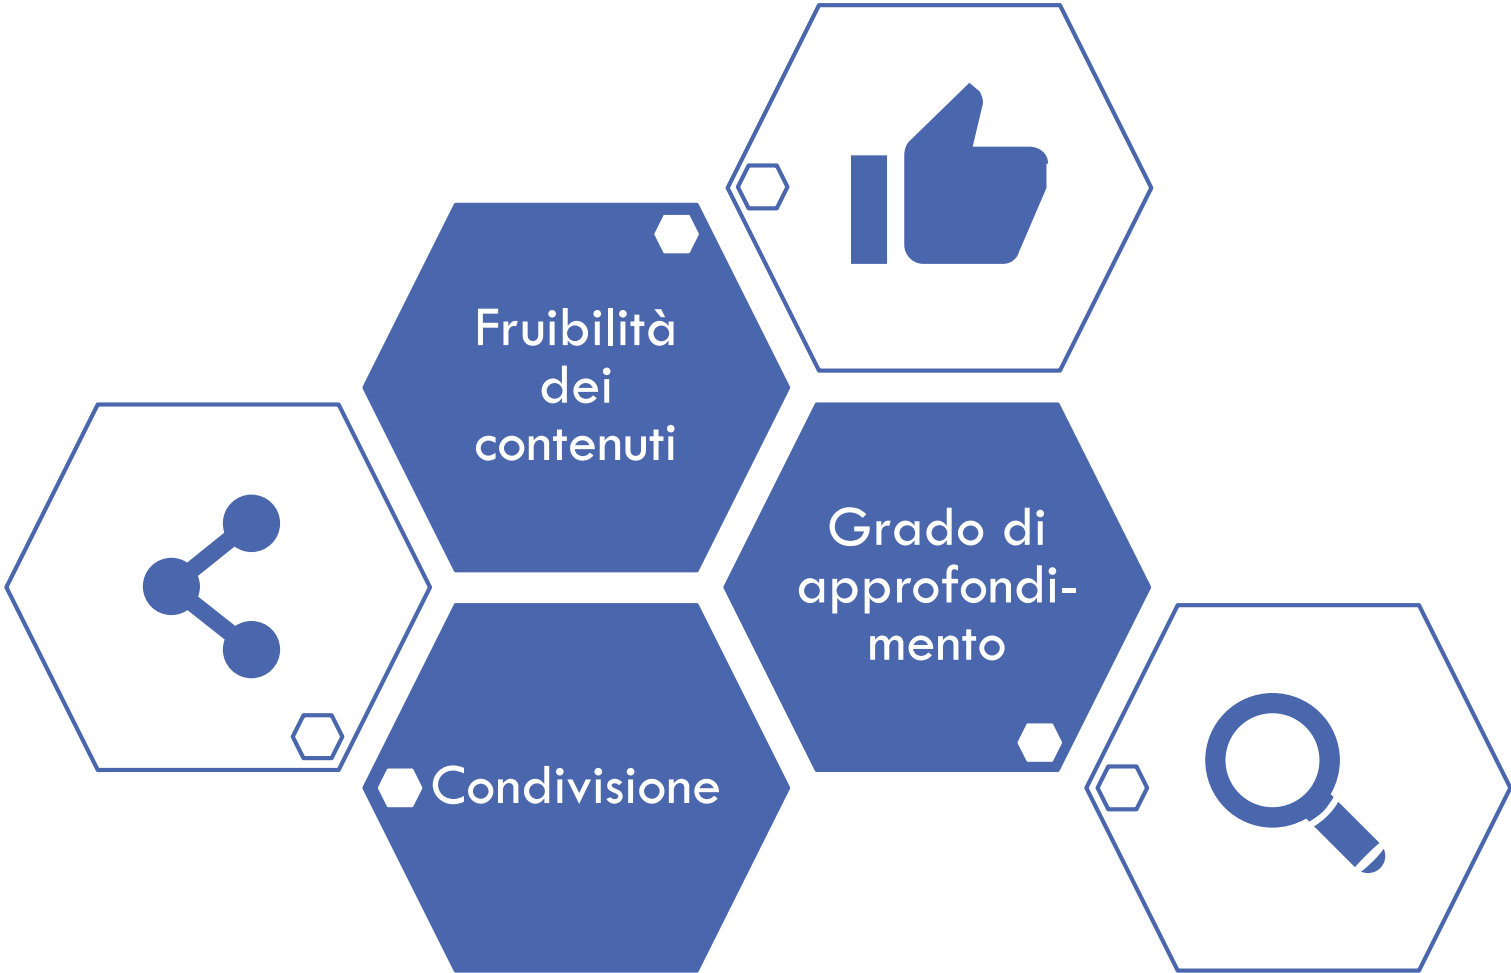 Fruibilità
dei
contenuti
Grado di
approfondi-
mento
Condivisione